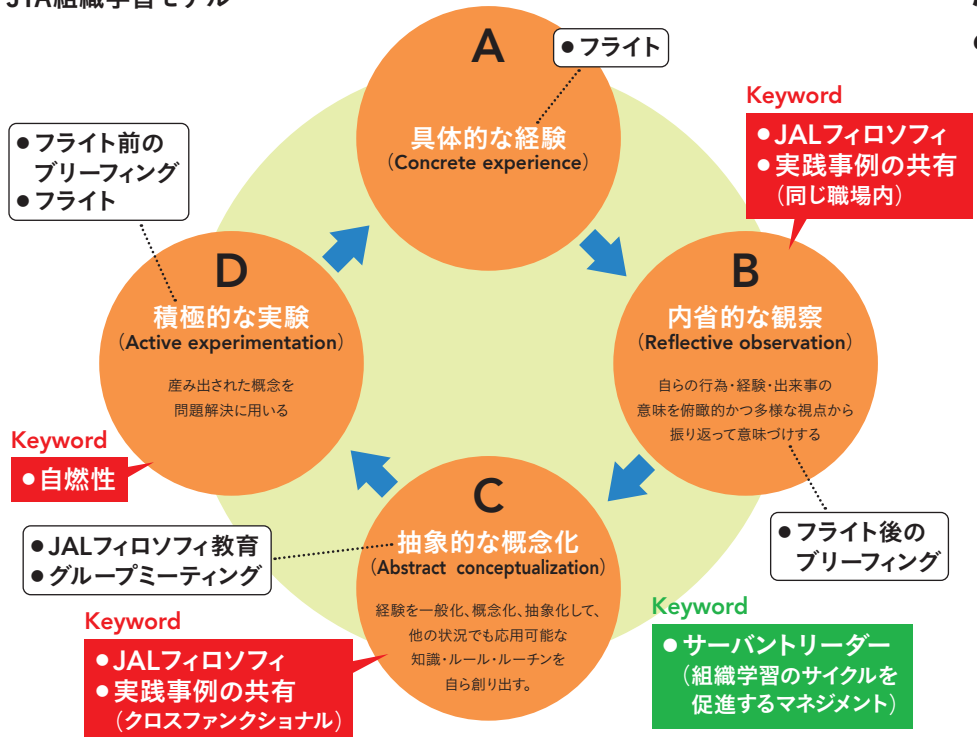 JTA組織学習モデル
A
● フライト
具体的な経験
（Concrete experience）
Keyword
● JALフィロソフィ
● 実践事例の共有
（同じ職場内）
● フライト前の
ブリーフィング
● フライト
B
内省的な観察
（Reflective observation）
自らの行為・経験・出来事の
意味を俯瞰的かつ多様な視点から
振り返って意味づけする
D
積極的な実験
（Active experimentation）
産み出された概念を
問題解決に用いる
Keyword
● 自燃性
C
抽象的な概念化
（Abstract conceptualization）
経験を一般化、概念化、抽象化して、
他の状況でも応用可能な
知識・ルール・ルーチンを
自ら創り出す。
● JALフィロソフィ教育
● グループミーティング
● フライト後の
ブリーフィング
Keyword
● JALフィロソフィ
● 実践事例の共有
（クロスファンクショナル）
Keyword
● サーバントリーダー
（組織学習のサイクルを
促進するマネジメント）